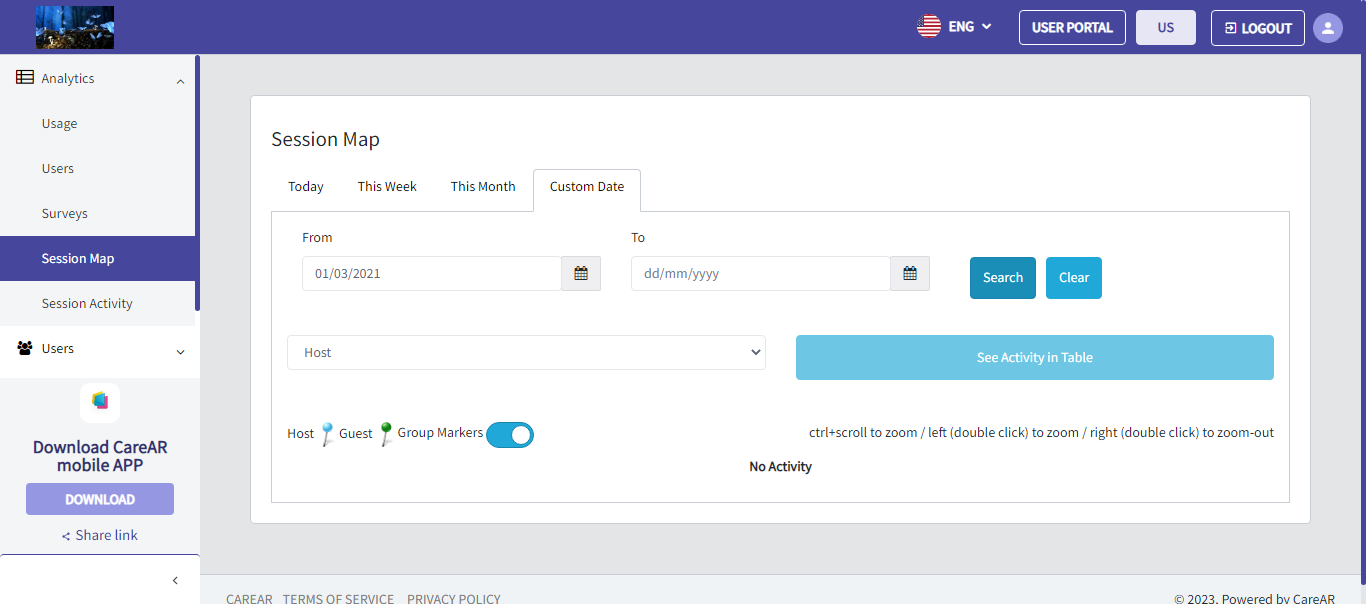 ENG
USER PORTAL
US
LOGOUT
Analytics
Usage
Users
Surveys
Session Map
Session Activity
Users
Download CareAR
mobile APP
DOWNLOAD
Share link
Session Map
Today This Week This Month Custom Date
From To
01/03/2021 dd/mm/yyyy Search Clear
Host See Activity in Table
Host Guest Group Markers ctrl+scroll to zoom / left (double click) to zoom / right (double click) to zoom-out
No Activity
CAREAR TERMS OF SERVICE PRIVACY POLICY © 2023. Powered by CareAR